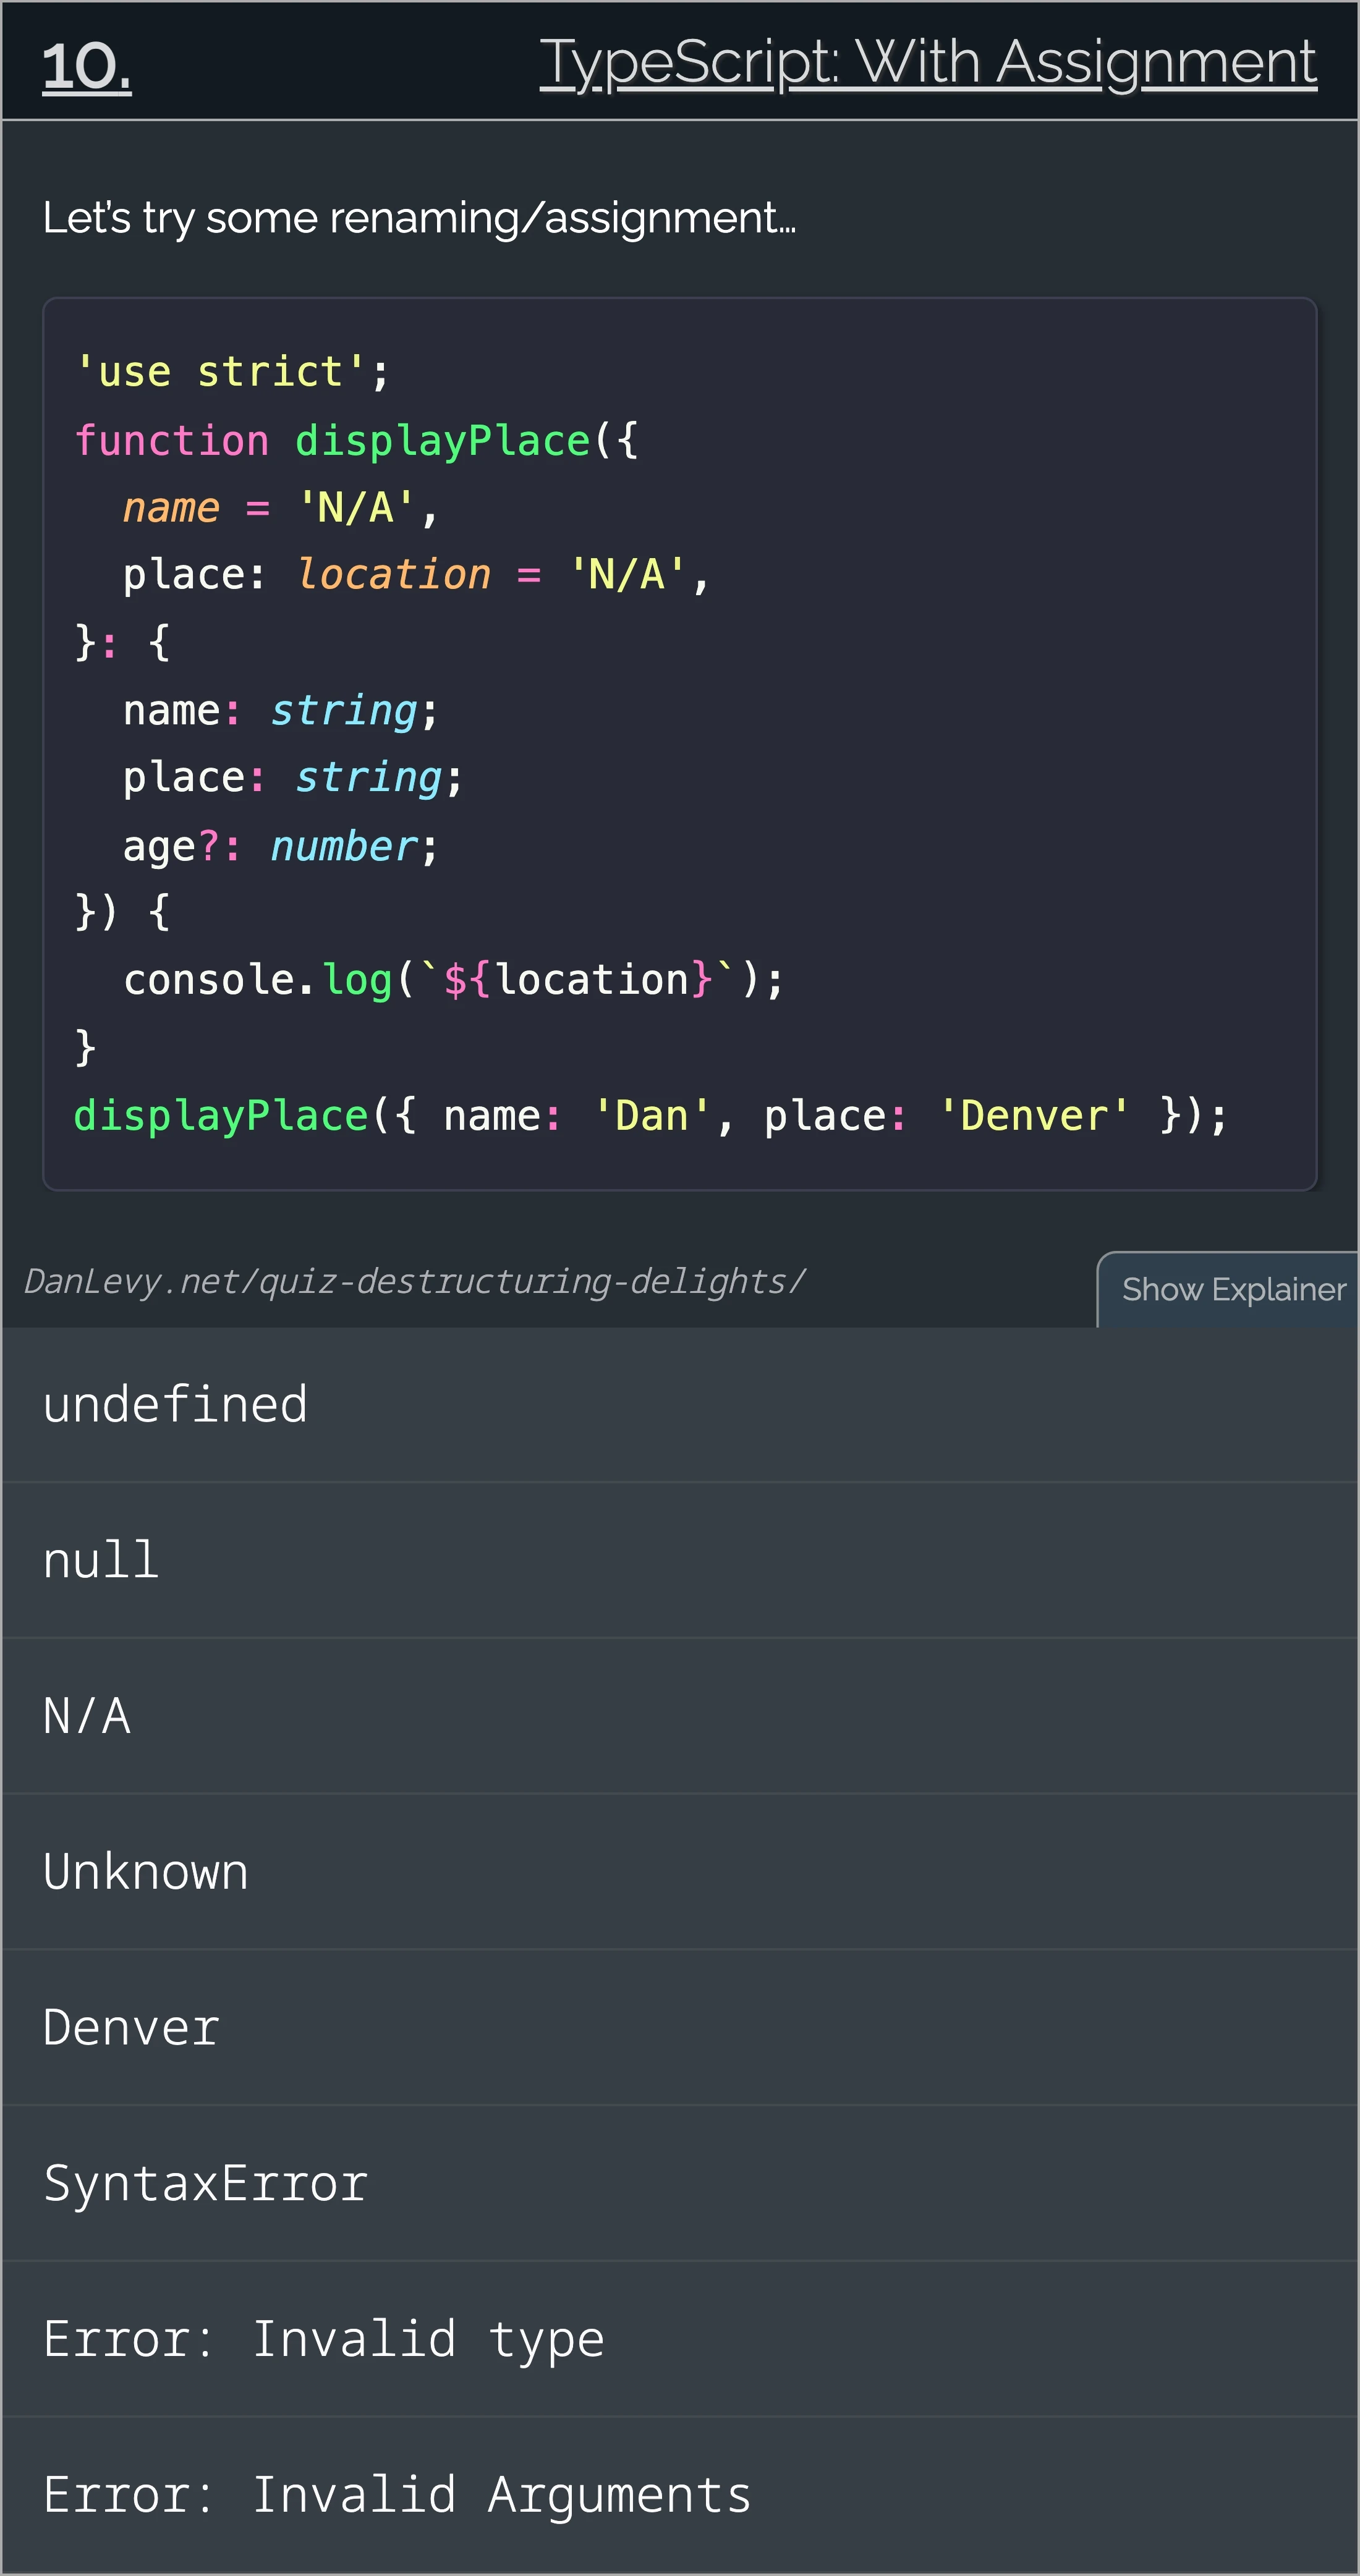 10.
TypeScript: With Assignment
Let's try some renaming/assignment...
'use strict';
function displayPlace({
  name = 'N/A',
  place: location = 'N/A',
}: {
  name: string;
  place: string;
  age?: number;
}) {
  console.log(`${location}`);
}
displayPlace({ name: 'Dan', place: 'Denver' });
DanLevy.net/quiz-destructuring-delights/
Show Explainer
undefined
null
N/A
Unknown
Denver
SyntaxError
Error: Invalid type
Error: Invalid Arguments